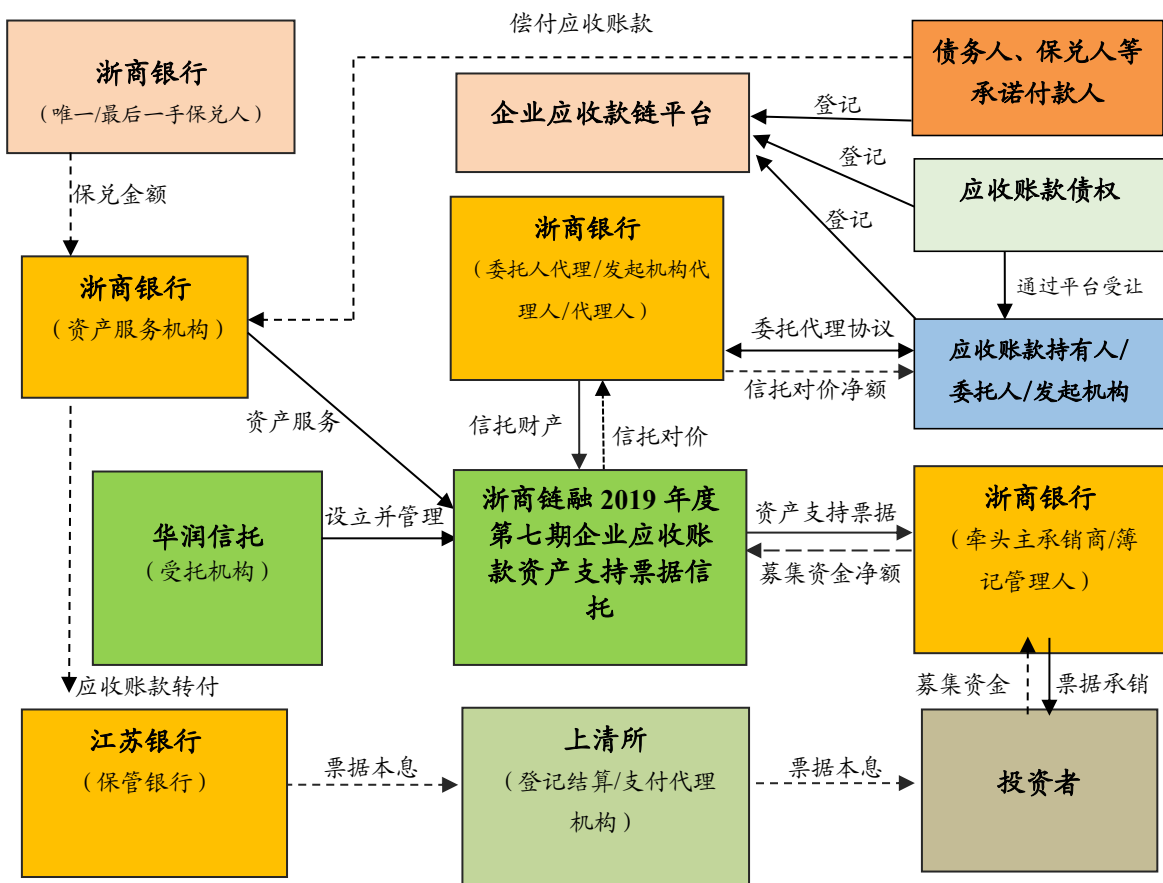 偿付应收账款
浙商银行
（唯一/最后一手保兑人）
企业应收款链平台
债务人、保兑人等
承诺付款人
登记
登记
登记
保兑金额
应收账款债权
浙商银行
（委托人代理/发起机构代
理人/代理人）
通过平台受让
浙商银行
（资产服务机构）
委托代理协议
信托对价净额
应收账款持有人/
委托人/发起机构
资产服务
信托财产
信托对价
华润信托
（受托机构）
设立并管理
浙商链融 2019 年度
第七期企业应收账
款资产支持票据信
托
资产支持票据
募集资金净额
浙商银行
（牵头主承销商/薄
记管理人）
应收账款转付
募集资金
票据承销
江苏银行
（保管银行）
票据本息
上清所
（登记结算/支付代理
机构）
票据本息
投资者